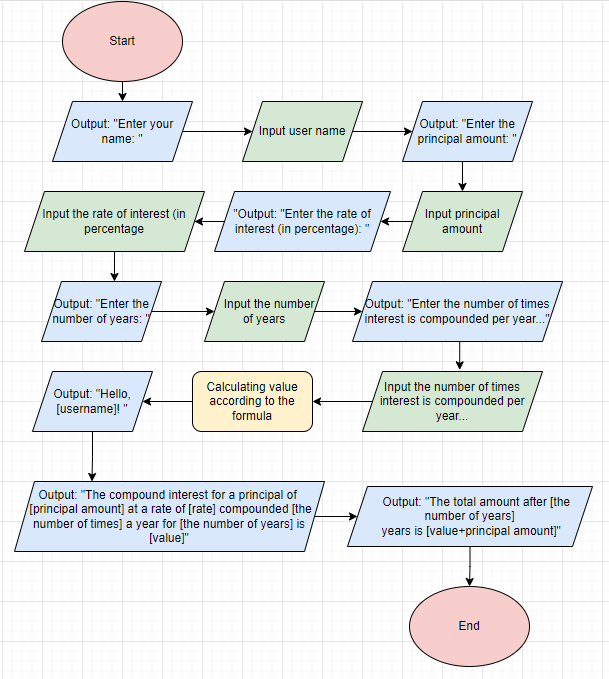 Start
Output: "Enter your
name: "
Input user name
Output: "Enter the
principal amount: "
Input principal
amount
"Output: "Enter the rate of
interest (in percentage): "
Input the rate of interest (in
percentage
Output: "Enter the
number of years: "
Input the number
of years
Output: "Enter the number of times
interest is compounded per year..."
Input the number of times
interest is compounded per
year...
Calculating value
according to the
formula
Output: "Hello,
[username]! "
Output: "The compound interest for a principal of
[principal amount] at a rate of [rate] compounded [the
number of times] a year for [the number of years] is
[value]"
Output: "The total amount after [the
number of years]
years is [value+principal amount]"
End